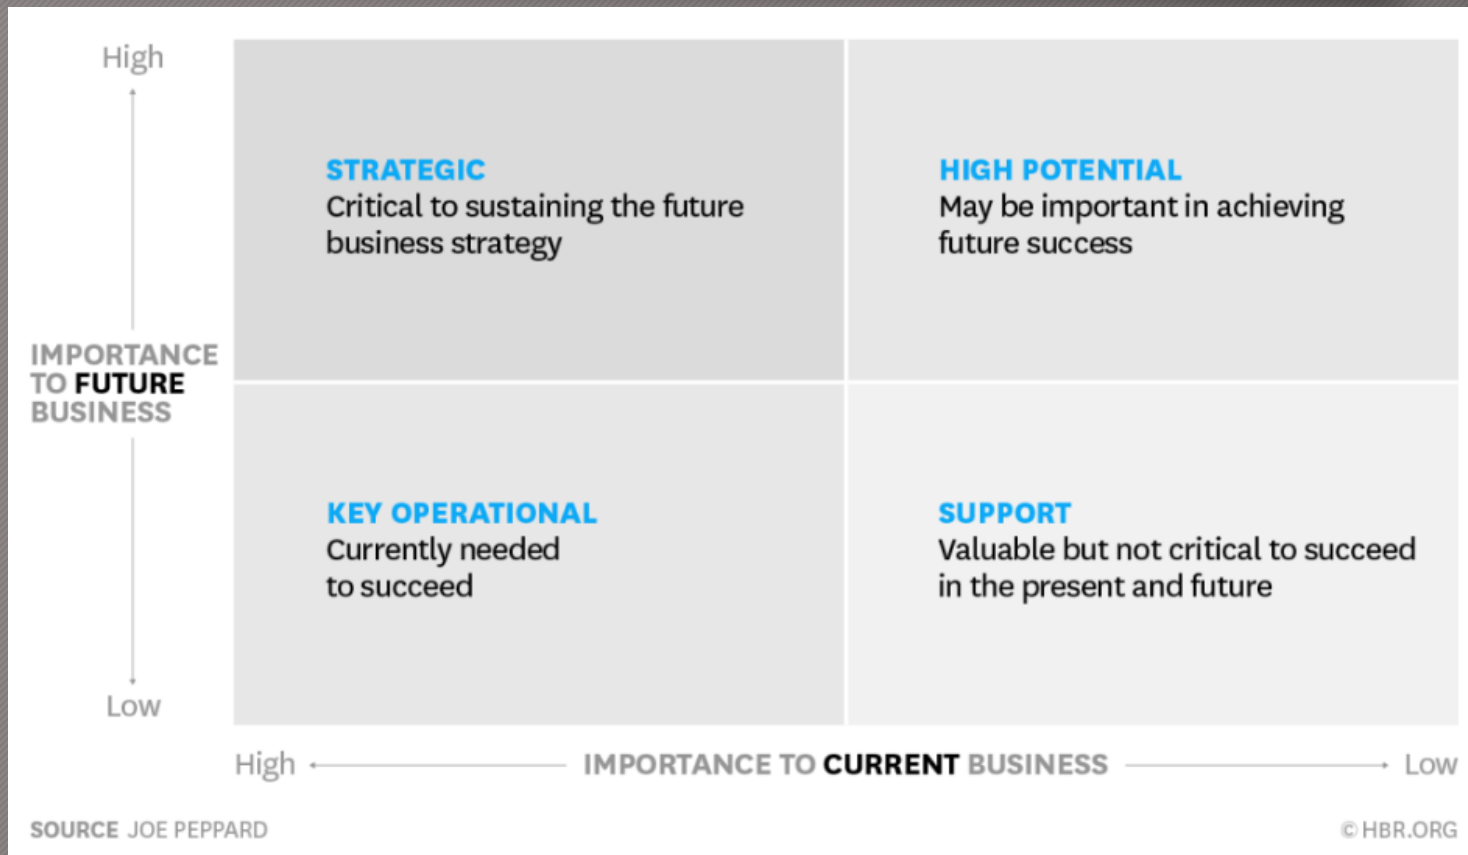 High
STRATEGIC
Critical to sustaining the future
business strategy
HIGH POTENTIAL
May be important in achieving
future success
IMPORTANCE
TO FUTURE
BUSINESS
KEY OPERATIONAL
Currently needed
to succeed
SUPPORT
Valuable but not critical to succeed
in the present and future
Low
High
IMPORTANCE TO CURRENT BUSINESS
Low
SOURCE JOE PEPPARD
© HBR.ORG